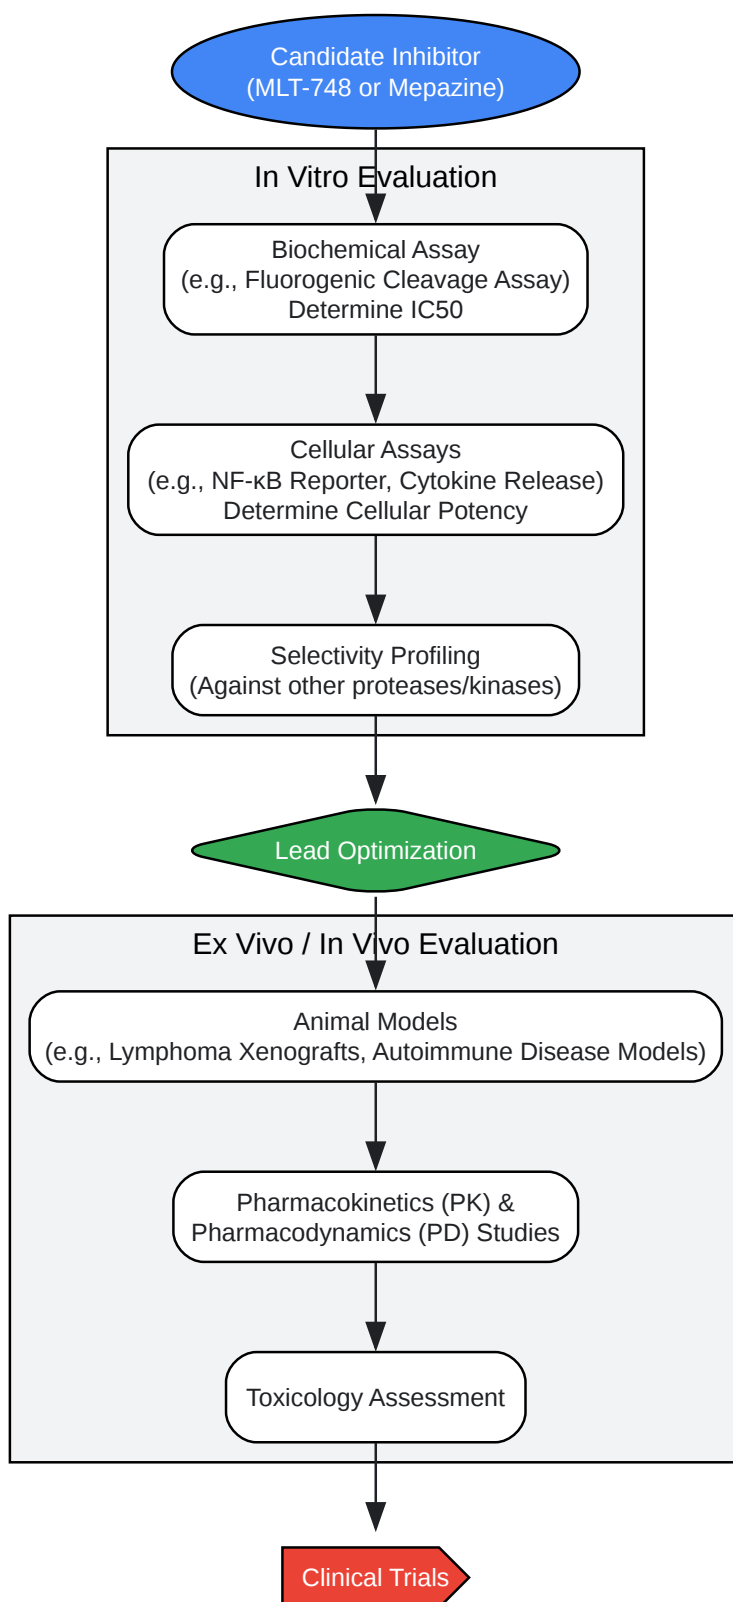 Candidate Inhibitor
(MLT-748 or Mepazine)
In Vitro Evaluation
Biochemical Assay
(e.g., Fluorogenic Cleavage Assay)
Determine IC50
Cellular Assays
(e.g., NF-κB Reporter, Cytokine Release)
Determine Cellular Potency
Selectivity Profiling
(Against other proteases/kinases)
Lead Optimization
Ex Vivo / In Vivo Evaluation
Animal Models
(e.g., Lymphoma Xenografts, Autoimmune Disease Models)
Pharmacokinetics (PK) &
Pharmacodynamics (PD) Studies
Toxicology Assessment
Clinical Trials